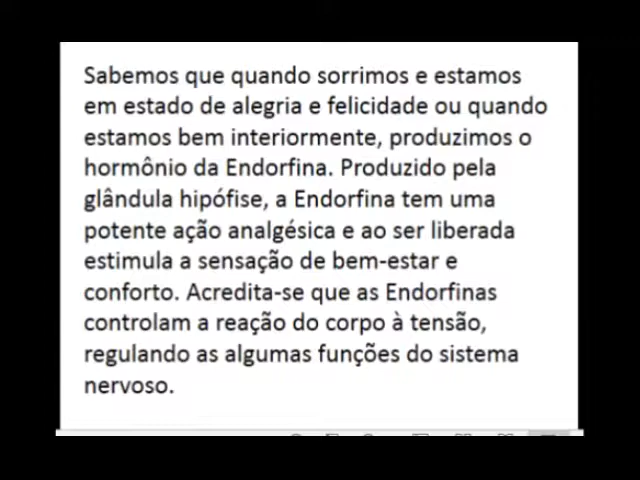 Sabemos que quando sorrimos e estamos
em estado de alegria e felicidade ou quando
estamos bem interiormente, produzimos o
hormônio da Endorfina. Produzido pela
glândula hipófise, a Endorfina tem uma
potente ação analgésica e ao ser liberada
estimula a sensação de bem-estar e
conforto. Acredita-se que as Endorfinas
controlam a reação do corpo à tensão,
regulando as algumas funções do sistema
nervoso.